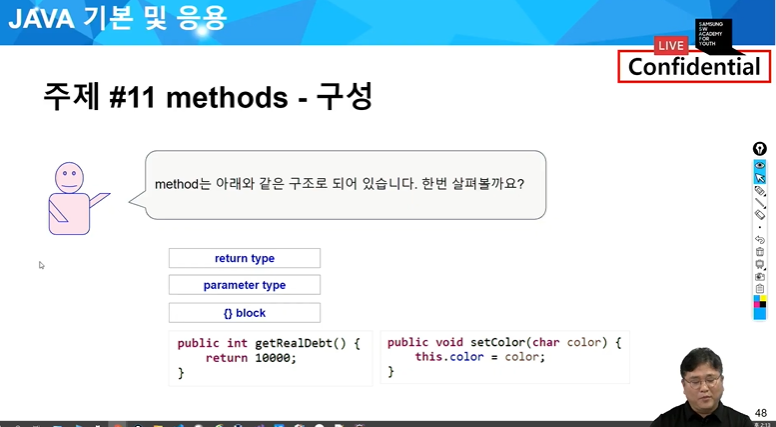 JAVA 기본 및 응용
SAMSUNG
SW
ACADEMY
FOR
YOUTH
LIVE
Confidential
주제 #11 methods - 구성
method는 아래와 같은 구조로 되어 있습니다. 한번 살펴볼까요?
return type
parameter type
{} block
public int getRealDebt() {
return 10000;
}
public void setColor(char color) {
this.color = color;
}
48